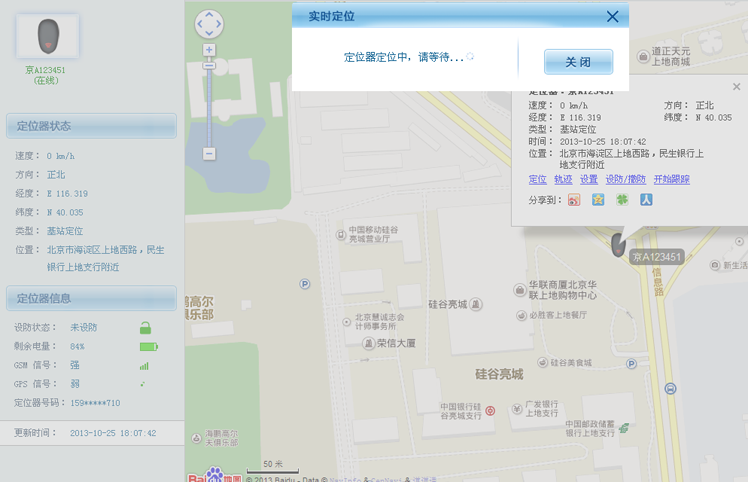 京A123451
(在线)
定位器状态
速度： 0 km/h
方向： 正北
经度： E 116.319
纬度： N 40.035
类型： 基站定位
位置： 北京市海淀区上地西路，民生
银行上地支行附近
定位器信息
设防状态： 未设防
剩余电量： 84%
GSM 信号： 强
GPS 信号： 弱
定位器号码：159*****710
更新时间： 2013-10-25 18:07:42
实时定位
定位器定位中，请等待...
关闭
定位器：京A123451
速度： 0 km/h 方向： 正北
经度： E 116.319 纬度： N 40.035
类型： 基站定位
时间： 2013-10-25 18:07:42
位置： 北京市海淀区上地西路，民生银行上
地支行附近
定位 轨迹 设置 设防/撤防 开始跟踪
分享到：
京A123451
道正天元
上地商城
中国移动硅谷
亮城营业厅
新生活
信息路
华联商厦北京华
联上地购物中心
硅谷亮城
必胜客上地餐厅
北京慧诚志会
计师事务所
荣信大厦
鹏高尔
俱乐部
硅谷美食城
硅谷亮城
中国银行硅
谷亮城支行
广发银行
上地支行
中国邮政储蓄
银行上地支行
海鹏高尔
夫俱乐部
50 米
Bai 地图
© 2013 Baidu - Data © NavInfo & CenNavi & 道道通